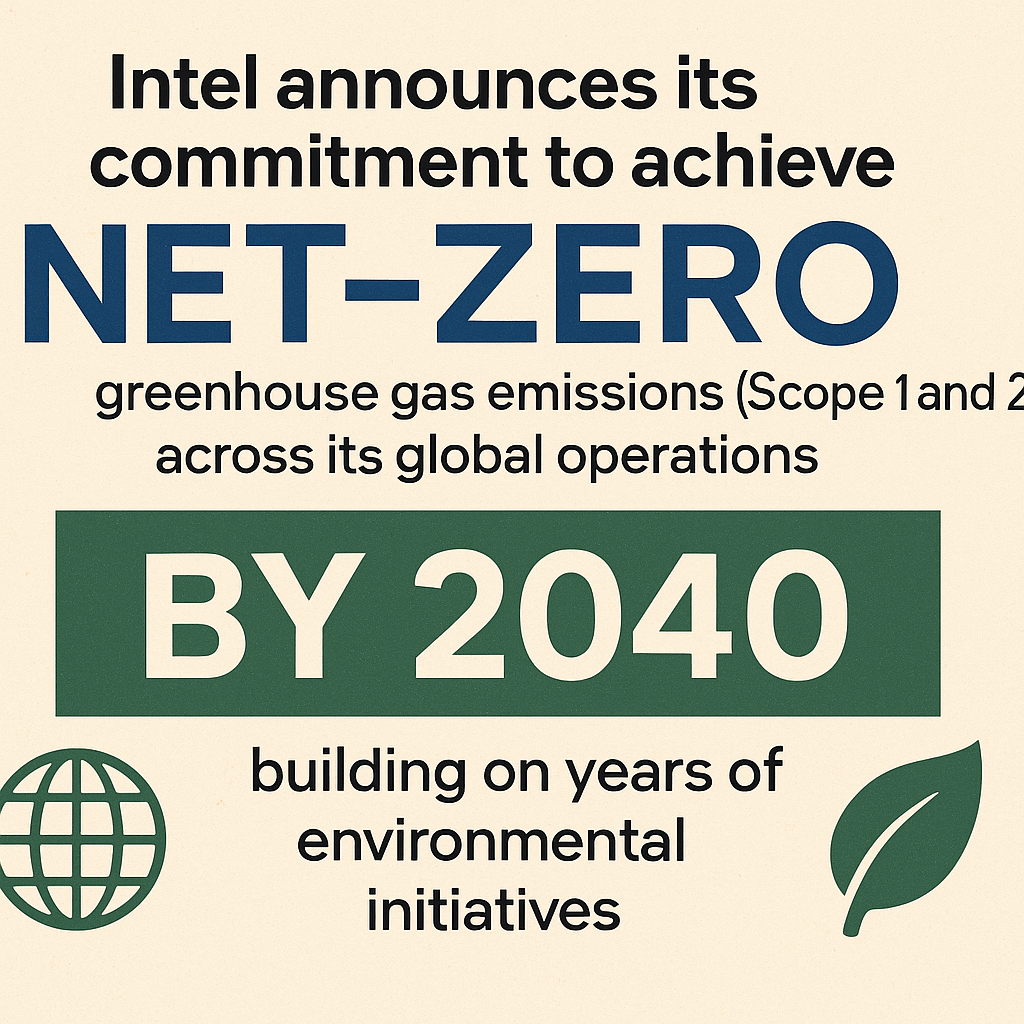 Intel announces its
commitment to achieve
NET–ZERO
greenhouse gas emissions (Scope 1 and 2
across its global operations
BY 2040
building on years of
environmental
initiatives